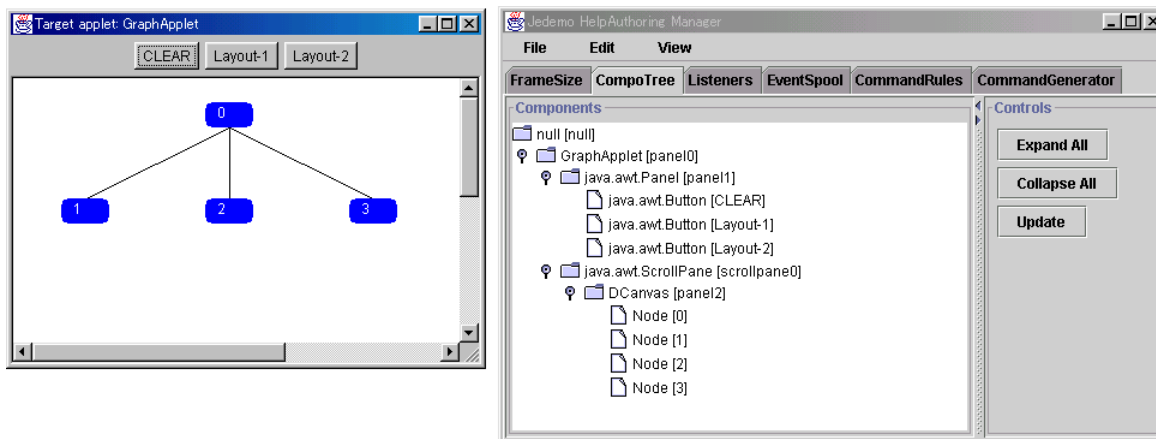 Target applet: GraphApplet
CLEAR Layout-1 Layout-2
0
1 2 3
Jedemo HelpAuthoring Manager
File Edit View
FrameSize CompoTree Listeners EventSpool CommandRules CommandGenerator
Components
null [null]
GraphApplet [panel0]
java.awt.Panel [panel1]
java.awt.Button [CLEAR]
java.awt.Button [Layout-1]
java.awt.Button [Layout-2]
java.awt.ScrollPane [scrollpane0]
DCanvas [panel2]
Node [0]
Node [1]
Node [2]
Node [3]
Controls
Expand All
Collapse All
Update